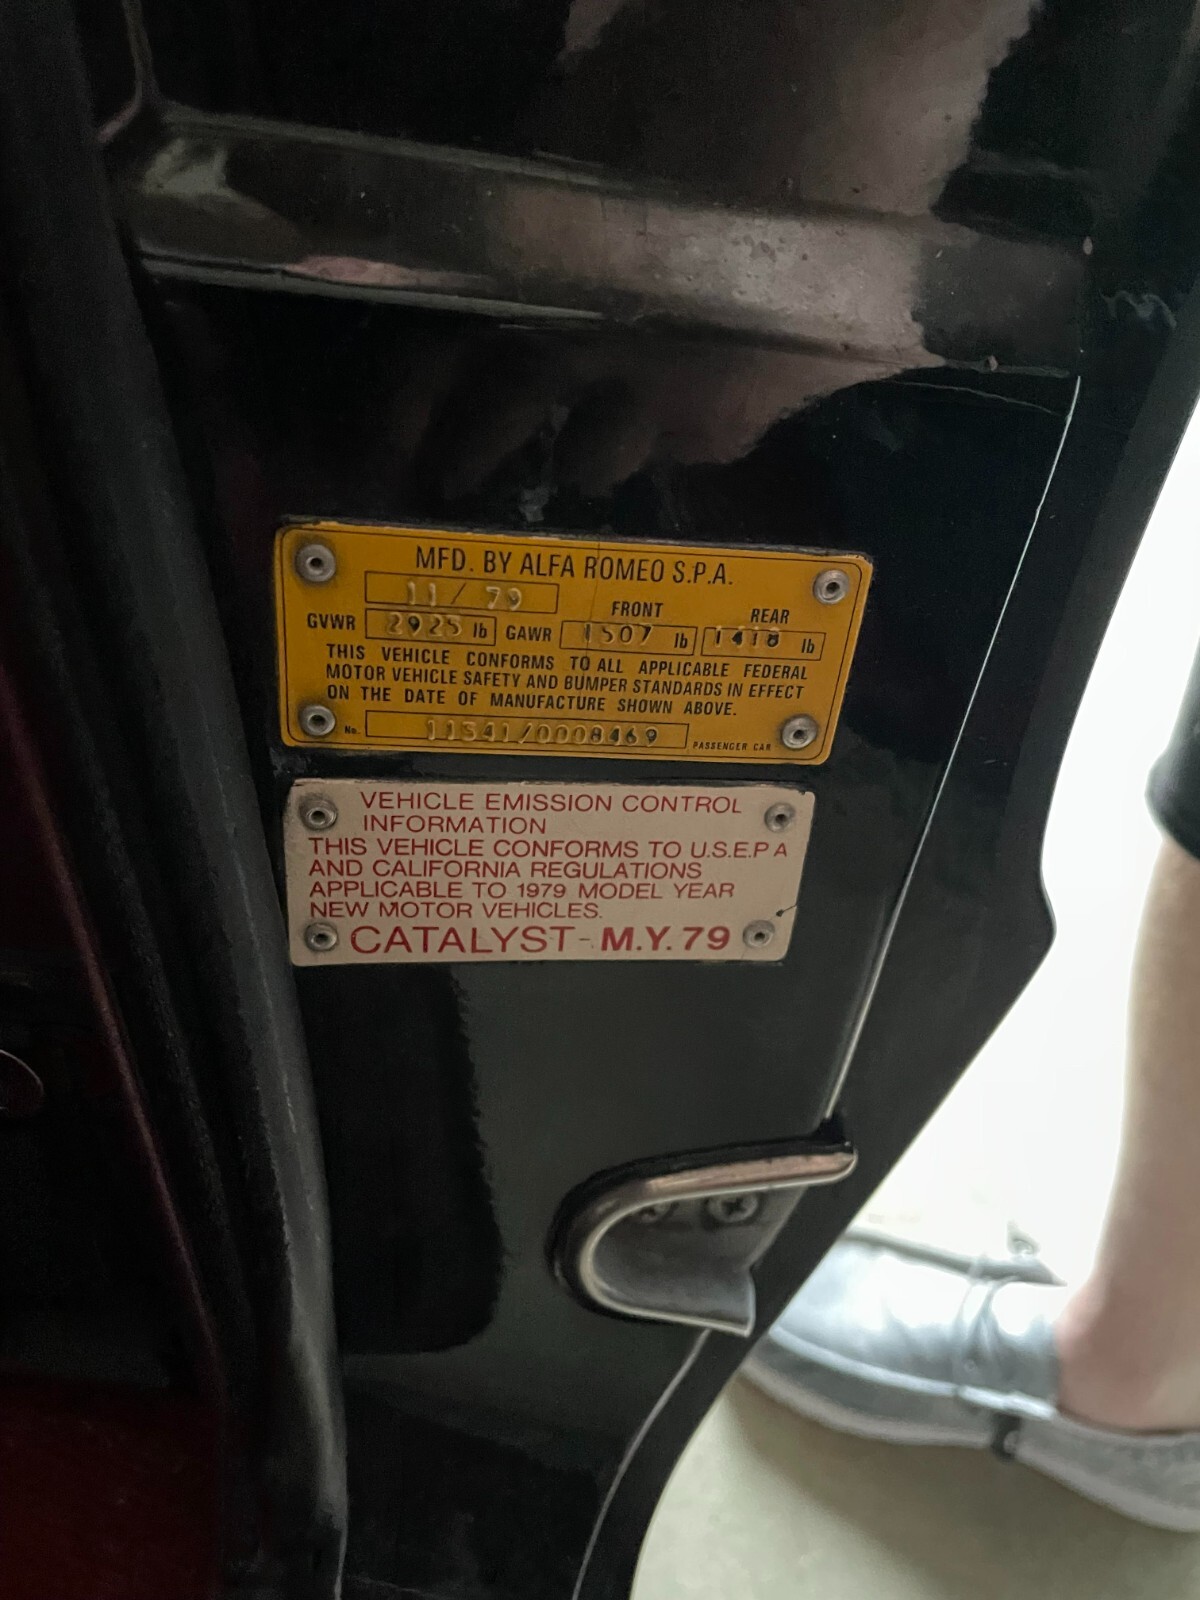 MFD. BY ALFA ROMEO S.P.A.
11/ 79
FRONT REAR
GVWR 2925 lb GAWR 1507 lb 1418 lb
THIS VEHICLE CONFORMS TO ALL APPLICABLE FEDERAL
MOTOR VEHICLE SAFETY AND BUMPER STANDARDS IN EFFECT
ON THE DATE OF MANUFACTURE SHOWN ABOVE.
No. 11541/0008469 PASSENGER CAR
VEHICLE EMISSION CONTROL
INFORMATION
THIS VEHICLE CONFORMS TO U.S.E.P A
AND CALIFORNIA REGULATIONS
APPLICABLE TO 1979 MODEL YEAR
NEW MOTOR VEHICLES.
CATALYST - M.Y. 79